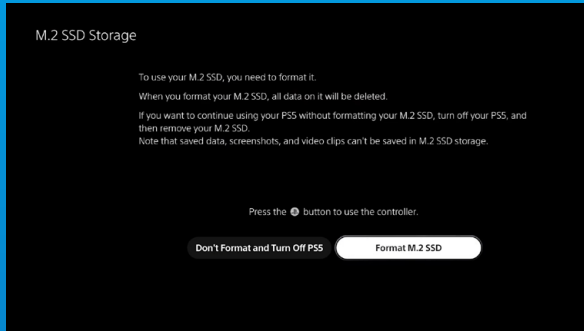 M.2 SSD Storage
To use your M.2 SSD, you need to format it.
When you format your M.2 SSD, all data on it will be deleted.
If you want to continue using your PS5 without formatting your M.2 SSD, turn off your PS5, and
then remove your M.2 SSD.
Note that saved data, screenshots, and video clips can't be saved in M.2 SSD storage.
Press the button to use the controller.
Don't Format and Turn Off PS5
Format M.2 SSD